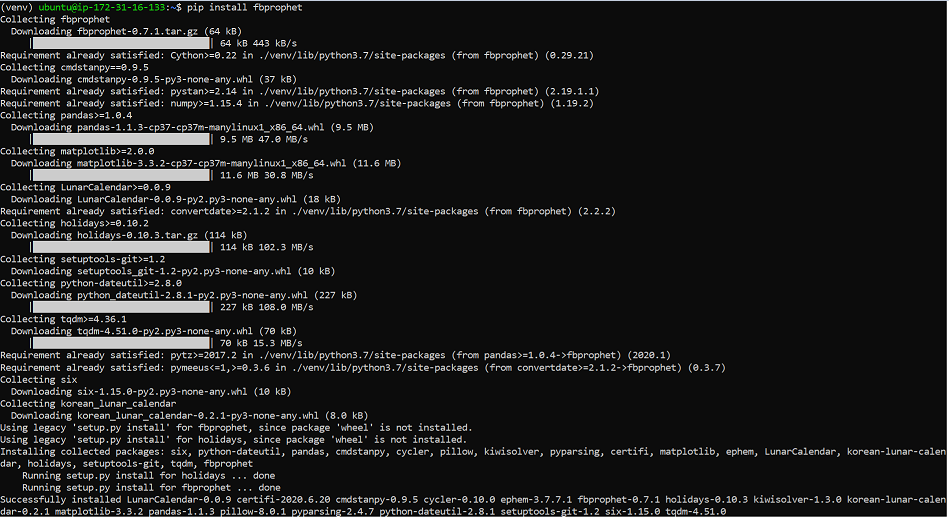 (venv) ubuntu@ip-172-31-16-133:~$ pip install fbprophet
Collecting fbprophet
Downloading fbprophet-0.7.1.tar.gz (64 kB)
|████████████████████████████████| 64 kB 443 kB/s
Requirement already satisfied: Cython>=0.22 in ./venv/lib/python3.7/site-packages (from fbprophet) (0.29.21)
Collecting cmdstanpy==0.9.5
Downloading cmdstanpy-0.9.5-py3-none-any.whl (37 kB)
Requirement already satisfied: pystan>=2.14 in ./venv/lib/python3.7/site-packages (from fbprophet) (2.19.1.1)
Requirement already satisfied: numpy>=1.15.4 in ./venv/lib/python3.7/site-packages (from fbprophet) (1.19.2)
Collecting pandas>=1.0.4
Downloading pandas-1.1.3-cp37-cp37m-manylinux1_x86_64.whl (9.5 MB)
|████████████████████████████████| 9.5 MB 47.0 MB/s
Collecting matplotlib>=2.0.0
Downloading matplotlib-3.3.2-cp37-cp37m-manylinux1_x86_64.whl (11.6 MB)
|████████████████████████████████| 11.6 MB 30.8 MB/s
Collecting LunarCalendar>=0.0.9
Downloading LunarCalendar-0.0.9-py2.py3-none-any.whl (18 kB)
Requirement already satisfied: convertdate>=2.1.2 in ./venv/lib/python3.7/site-packages (from fbprophet) (2.2.2)
Collecting holidays>=0.10.2
Downloading holidays-0.10.3.tar.gz (114 kB)
|████████████████████████████████| 114 kB 102.3 MB/s
Collecting setuptools-git>=1.2
Downloading setuptools_git-1.2-py2.py3-none-any.whl (10 kB)
Collecting python-dateutil>=2.8.0
Downloading python_dateutil-2.8.1-py2.py3-none-any.whl (227 kB)
|████████████████████████████████| 227 kB 108.0 MB/s
Collecting tqdm>=4.36.1
Downloading tqdm-4.51.0-py2.py3-none-any.whl (70 kB)
|████████████████████████████████| 70 kB 15.3 MB/s
Requirement already satisfied: pytz>=2017.2 in ./venv/lib/python3.7/site-packages (from pandas>=1.0.4->fbprophet) (2020.1)
Requirement already satisfied: pymeeus<=1,>=0.3.6 in ./venv/lib/python3.7/site-packages (from convertdate>=2.1.2->fbprophet) (0.3.7)
Collecting six
Downloading six-1.15.0-py2.py3-none-any.whl (10 kB)
Collecting korean_lunar_calendar
Downloading korean_lunar_calendar-0.2.1-py3-none-any.whl (8.0 kB)
Using legacy 'setup.py install' for fbprophet, since package 'wheel' is not installed.
Using legacy 'setup.py install' for holidays, since package 'wheel' is not installed.
Installing collected packages: six, python-dateutil, pandas, cmdstanpy, cycler, pillow, kiwisolver, pyparsing, certifi, matplotlib, ephem, LunarCalendar, korean-lunar-calen
dar, holidays, setuptools-git, tqdm, fbprophet
Running setup.py install for holidays ... done
Running setup.py install for fbprophet ... done
Successfully installed LunarCalendar-0.0.9 certifi-2020.6.20 cmdstanpy-0.9.5 cycler-0.10.0 ephem-3.7.7.1 fbprophet-0.7.1 holidays-0.10.3 kiwisolver-1.3.0 korean-lunar-calen
dar-0.2.1 matplotlib-3.3.2 pandas-1.1.3 pillow-8.0.1 pyparsing-2.4.7 python-dateutil-2.8.1 setuptools-git-1.2 six-1.15.0 tqdm-4.51.0